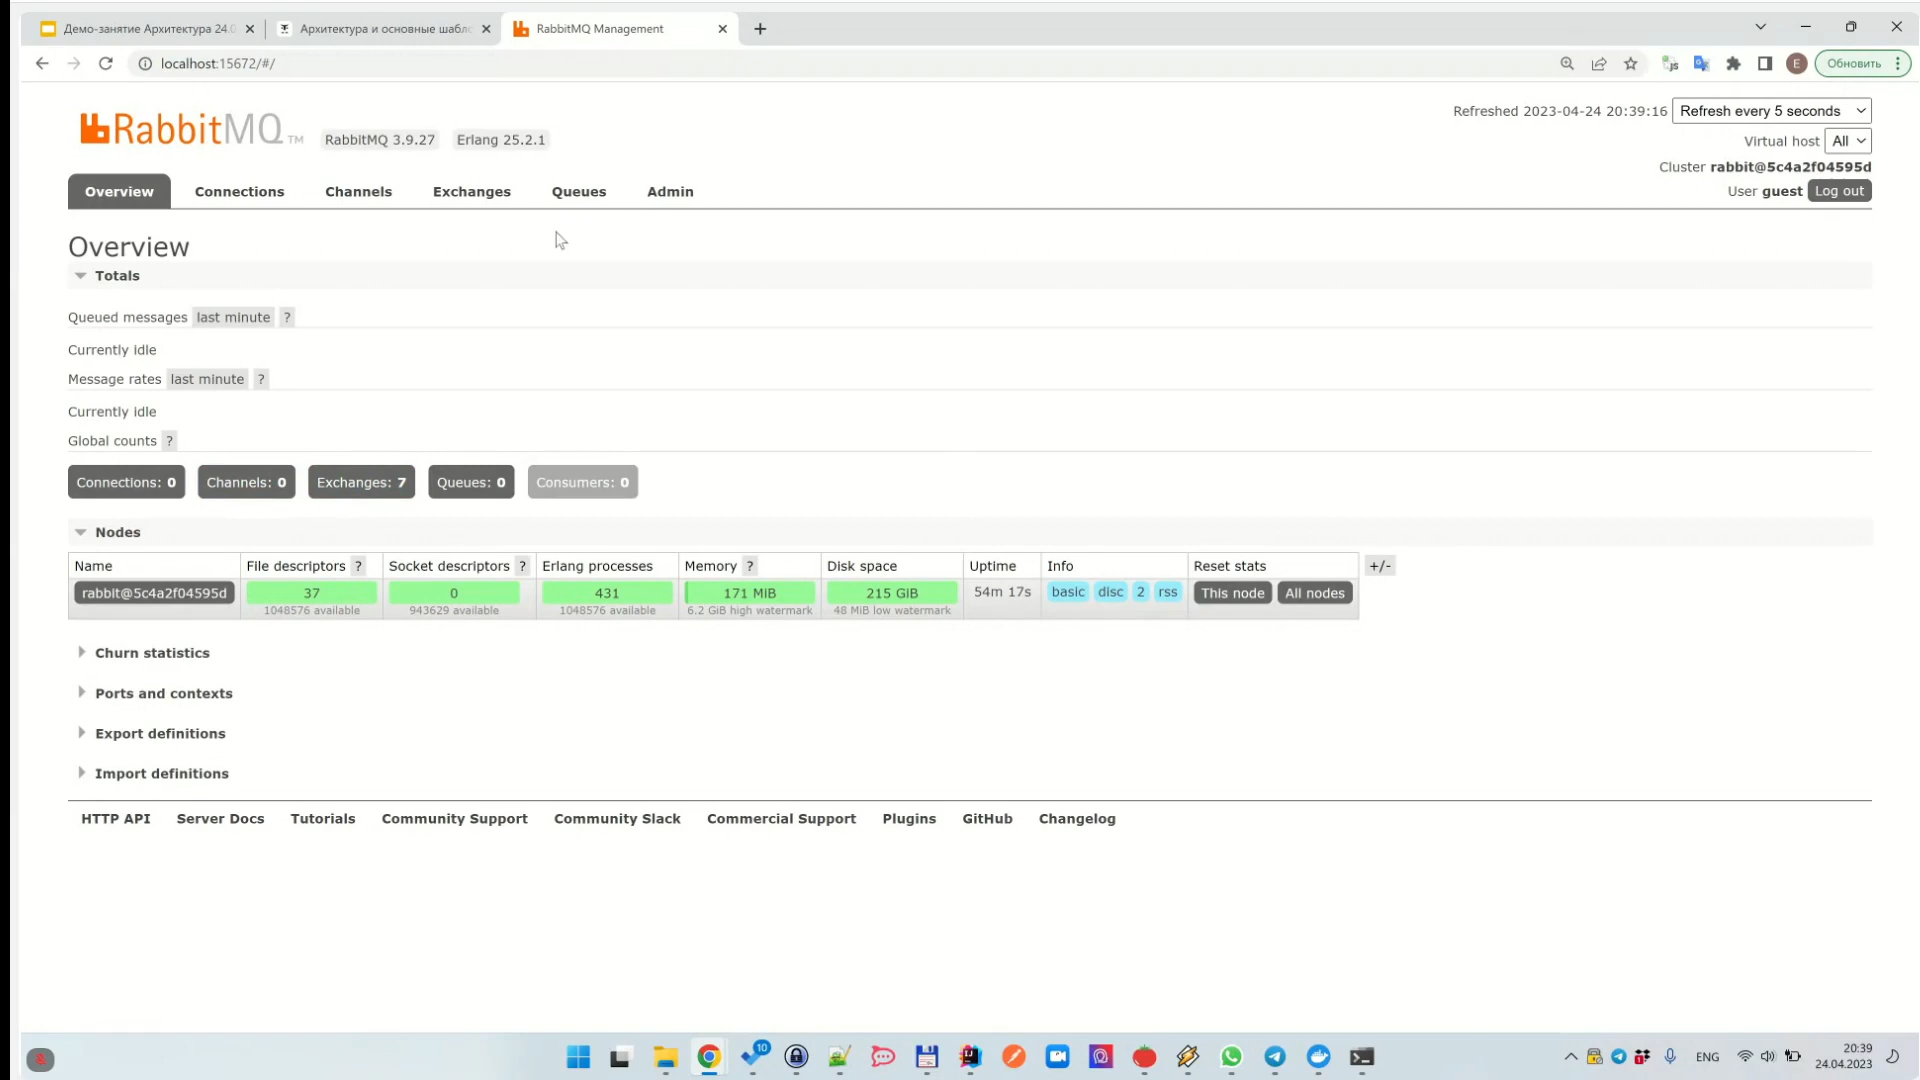 Демо-занятие Архитектура 24.0
Архитектура и основные шабло
RabbitMQ Management
localhost:15672/#/
Обновить
RabbitMQ TM
RabbitMQ 3.9.27
Erlang 25.2.1
Refreshed 2023-04-24 20:39:16
Refresh every 5 seconds
Virtual host All
Cluster rabbit@5c4a2f04595d
User guest Log out
Overview Connections Channels Exchanges Queues Admin
Overview
Totals
Queued messages last minute ?
Currently idle
Message rates last minute ?
Currently idle
Global counts ?
Connections: 0 Channels: 0 Exchanges: 7 Queues: 0 Consumers: 0
Nodes
Name File descriptors ? Socket descriptors ? Erlang processes Memory ? Disk space Uptime Info Reset stats +/-
rabbit@5c4a2f04595d 37 0 431 171 MiB 215 GiB 54m 17s basic disc 2 rss This node All nodes
1048576 available 943629 available 1048576 available 6.2 GiB high watermark 48 MiB low watermark
Churn statistics
Ports and contexts
Export definitions
Import definitions
HTTP API Server Docs Tutorials Community Support Community Slack Commercial Support Plugins GitHub Changelog
10
ENG
20:39
24.04.2023